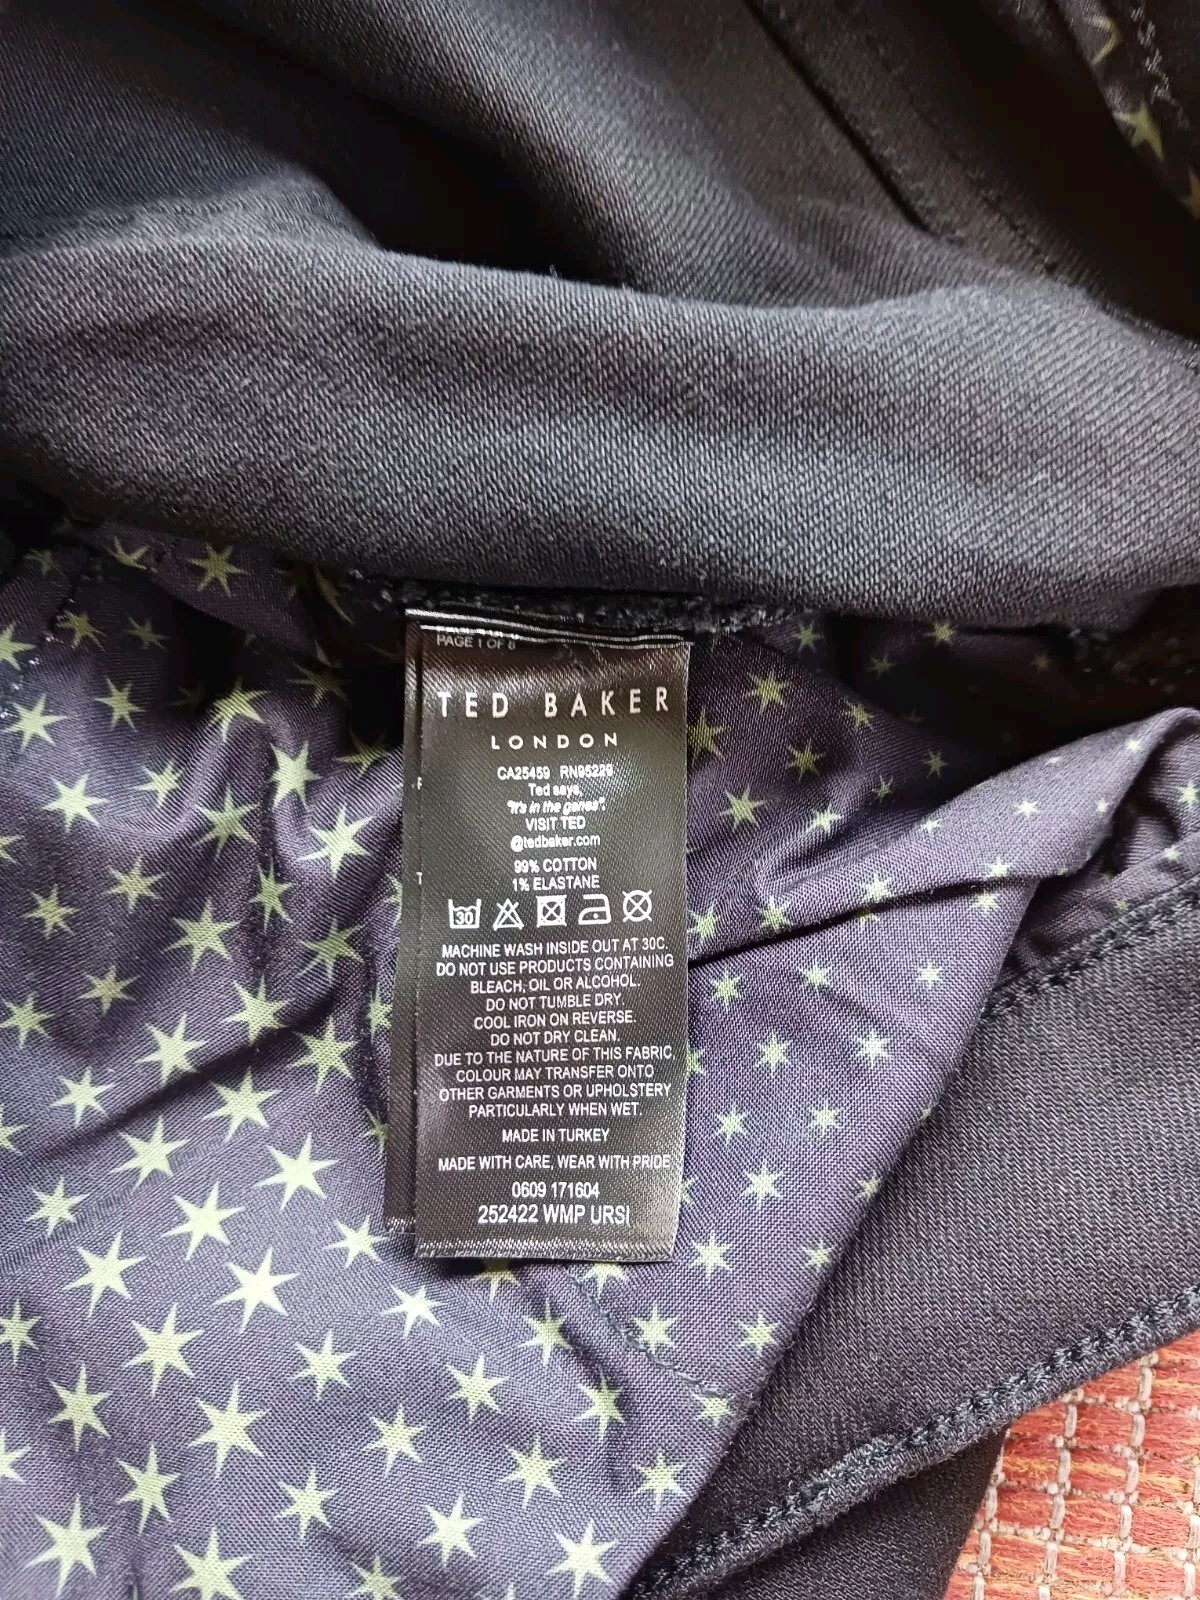 PAGE 1 OF 8
TED BAKER
LONDON
CA25459 RN95229
Ted says,
"It's in the genes".
VISIT TED
@tedbaker.com
99% COTTON
1% ELASTANE
30
MACHINE WASH INSIDE OUT AT 30C.
DO NOT USE PRODUCTS CONTAINING
BLEACH, OIL OR ALCOHOL.
DO NOT TUMBLE DRY.
COOL IRON ON REVERSE.
DO NOT DRY CLEAN.
DUE TO THE NATURE OF THIS FABRIC,
COLOUR MAY TRANSFER ONTO
OTHER GARMENTS OR UPHOLSTERY
PARTICULARLY WHEN WET.
MADE IN TURKEY
MADE WITH CARE, WEAR WITH PRIDE
0609 171604
252422 WMP URSI